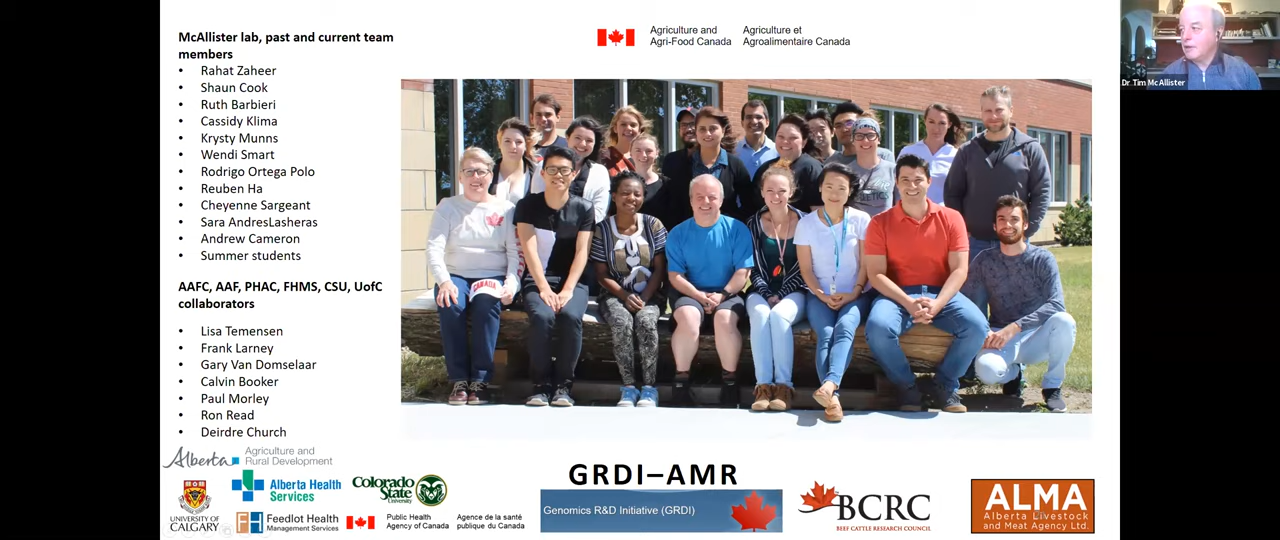 McAllister lab, past and current team
members
• Rahat Zaheer
• Shaun Cook
• Ruth Barbieri
• Cassidy Klima
• Krysty Munns
• Wendi Smart
• Rodrigo Ortega Polo
• Reuben Ha
• Cheyenne Sargeant
• Sara AndresLasheras
• Andrew Cameron
• Summer students
AAFC, AAF, PHAC, FHMS, CSU, UofC
collaborators
• Lisa Temensen
• Frank Larney
• Gary Van Domselaar
• Calvin Booker
• Paul Morley
• Ron Read
• Deirdre Church
Agriculture and
Agri-Food Canada
Agriculture et
Agroalimentaire Canada
Dr. Tim McAllister
CANADA
Alberta
Agriculture and
Rural Development
Alberta Health
Services
Colorado
State
University
UNIVERSITY OF
CALGARY
FH
Feedlot Health
Management Services
Public Health
Agency of Canada
Agence de la santé
publique du Canada
GRDI–AMR
Genomics R&D Initiative (GRDI)
BCRC
BEEF CATTLE RESEARCH COUNCIL
ALMA
Alberta Livestock
and Meat Agency Ltd.